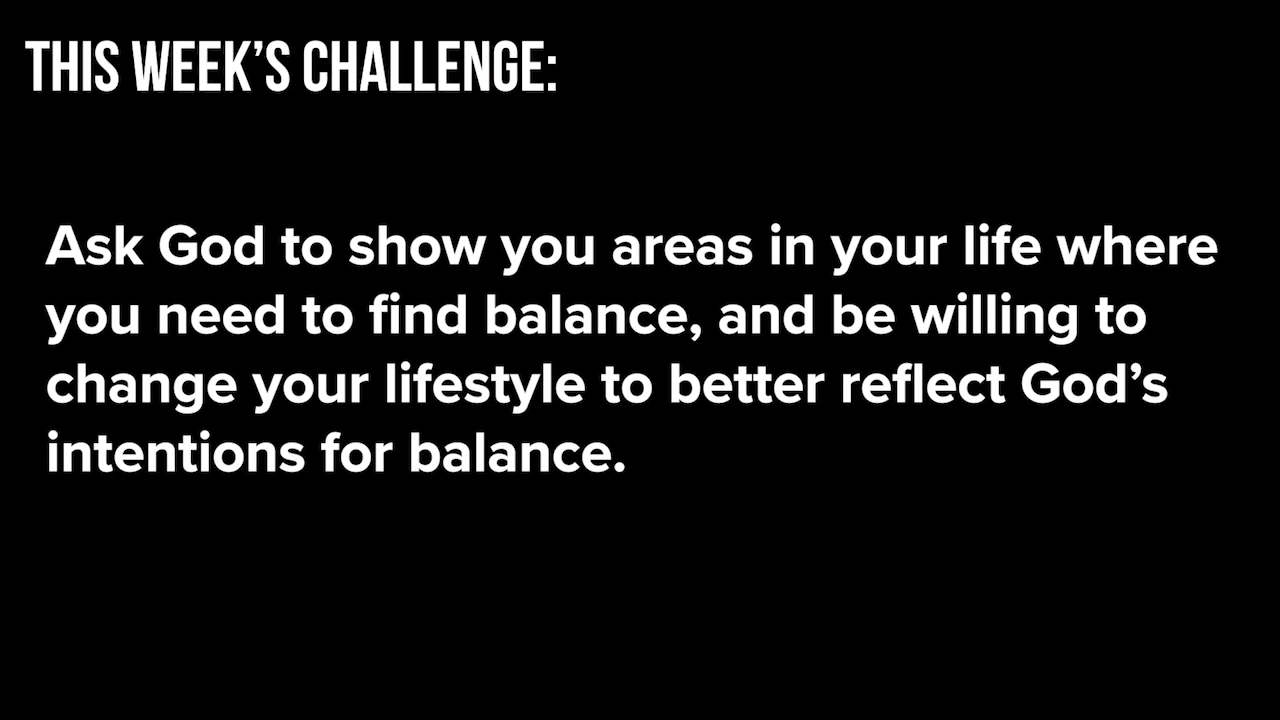 THIS WEEK’S CHALLENGE:
Ask God to show you areas in your life where
you need to find balance, and be willing to
change your lifestyle to better reflect God’s
intentions for balance.